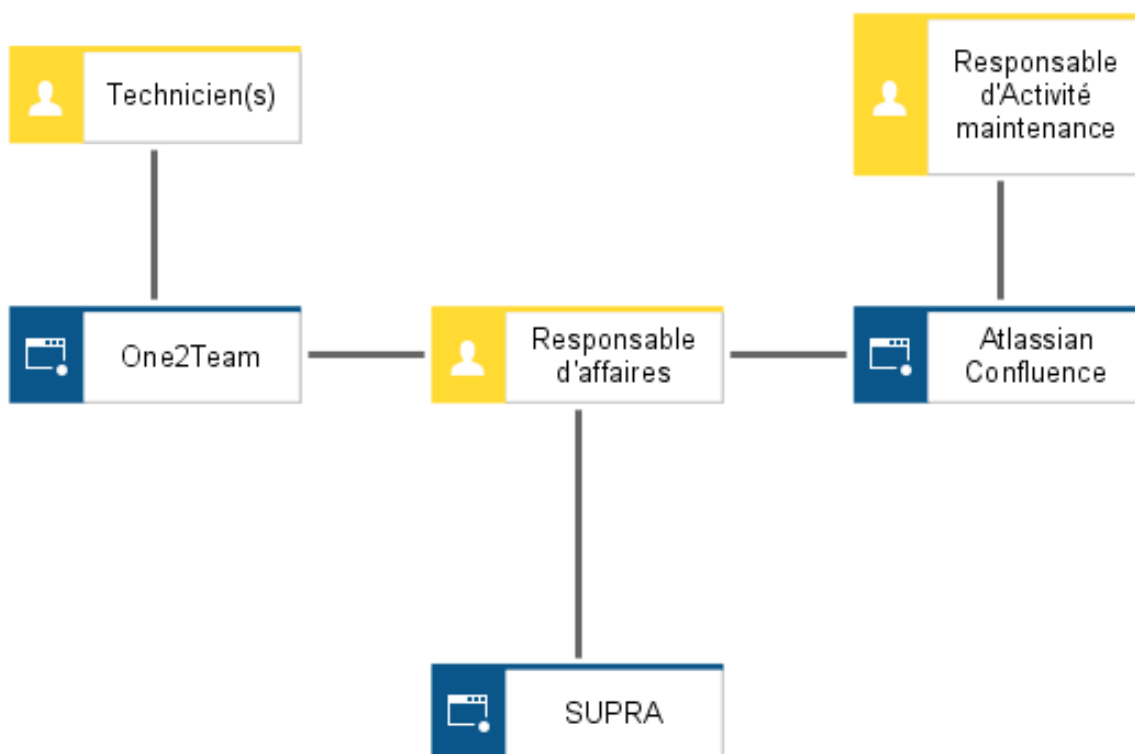 Technicien(s)
Responsable
d'Activité
maintenance
One2Team
Responsable
d'affaires
Atlassian
Confluence
SUPRA